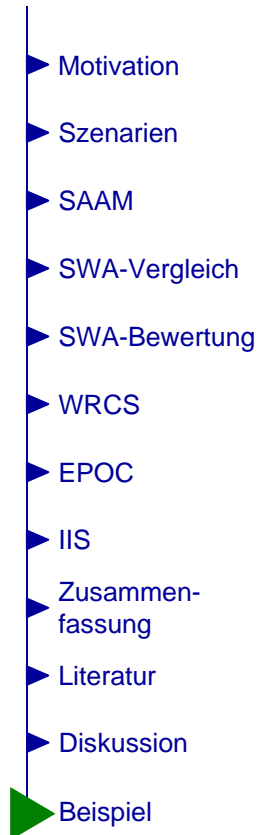 Motivation
Szenarien
SAAM
SWA-Vergleich
SWA-Bewertung
WRCS
EPOC
IIS
Zusammen-
fassung
Literatur
Diskussion
Beispiel